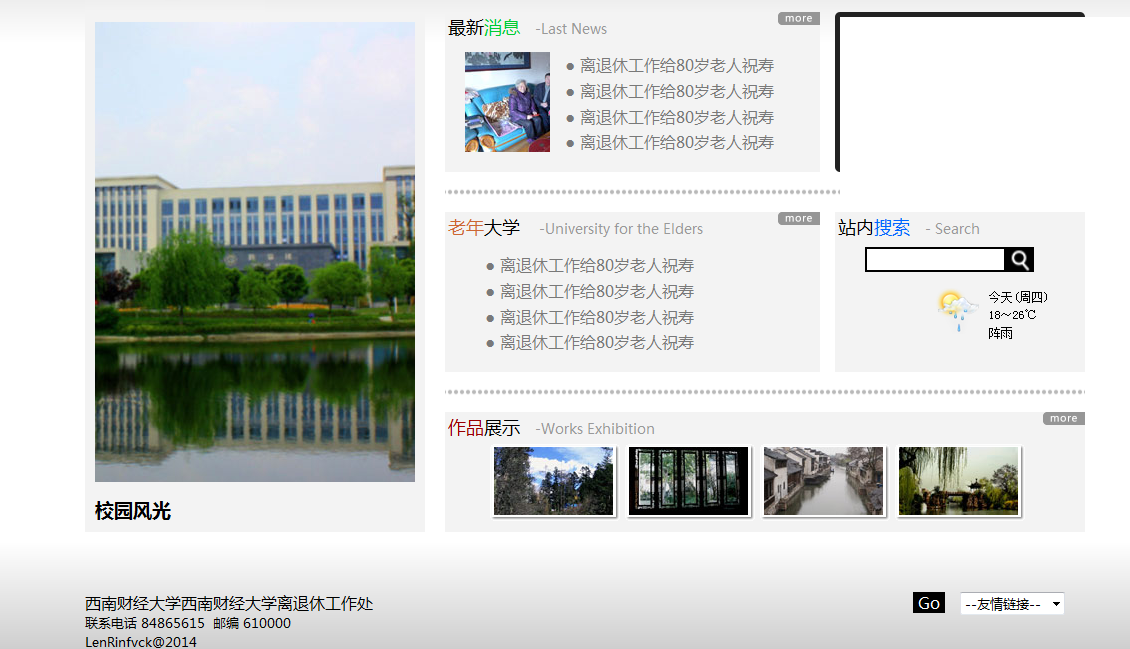 最新消息 -Last News
more
● 离退休工作给80岁老人祝寿
● 离退休工作给80岁老人祝寿
● 离退休工作给80岁老人祝寿
● 离退休工作给80岁老人祝寿
老年大学 -University for the Elders
more
● 离退休工作给80岁老人祝寿
● 离退休工作给80岁老人祝寿
● 离退休工作给80岁老人祝寿
● 离退休工作给80岁老人祝寿
站内搜索 - Search
今天(周四)
18～26℃
阵雨
作品展示 -Works Exhibition
more
校园风光
西南财经大学西南财经大学离退休工作处
联系电话 84865615 邮编 610000
LenRinfvck@2014
Go
--友情链接--